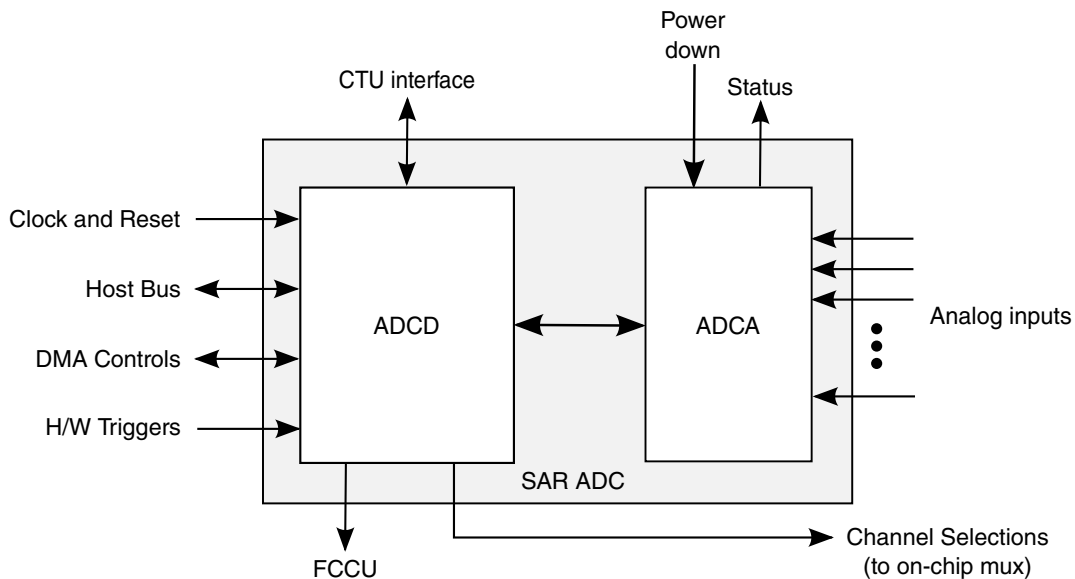 Power
down
CTU interface
Status
Clock and Reset
Host Bus
DMA Controls
H/W Triggers
ADCD
ADCA
Analog inputs
SAR ADC
FCCU
Channel Selections
(to on-chip mux)